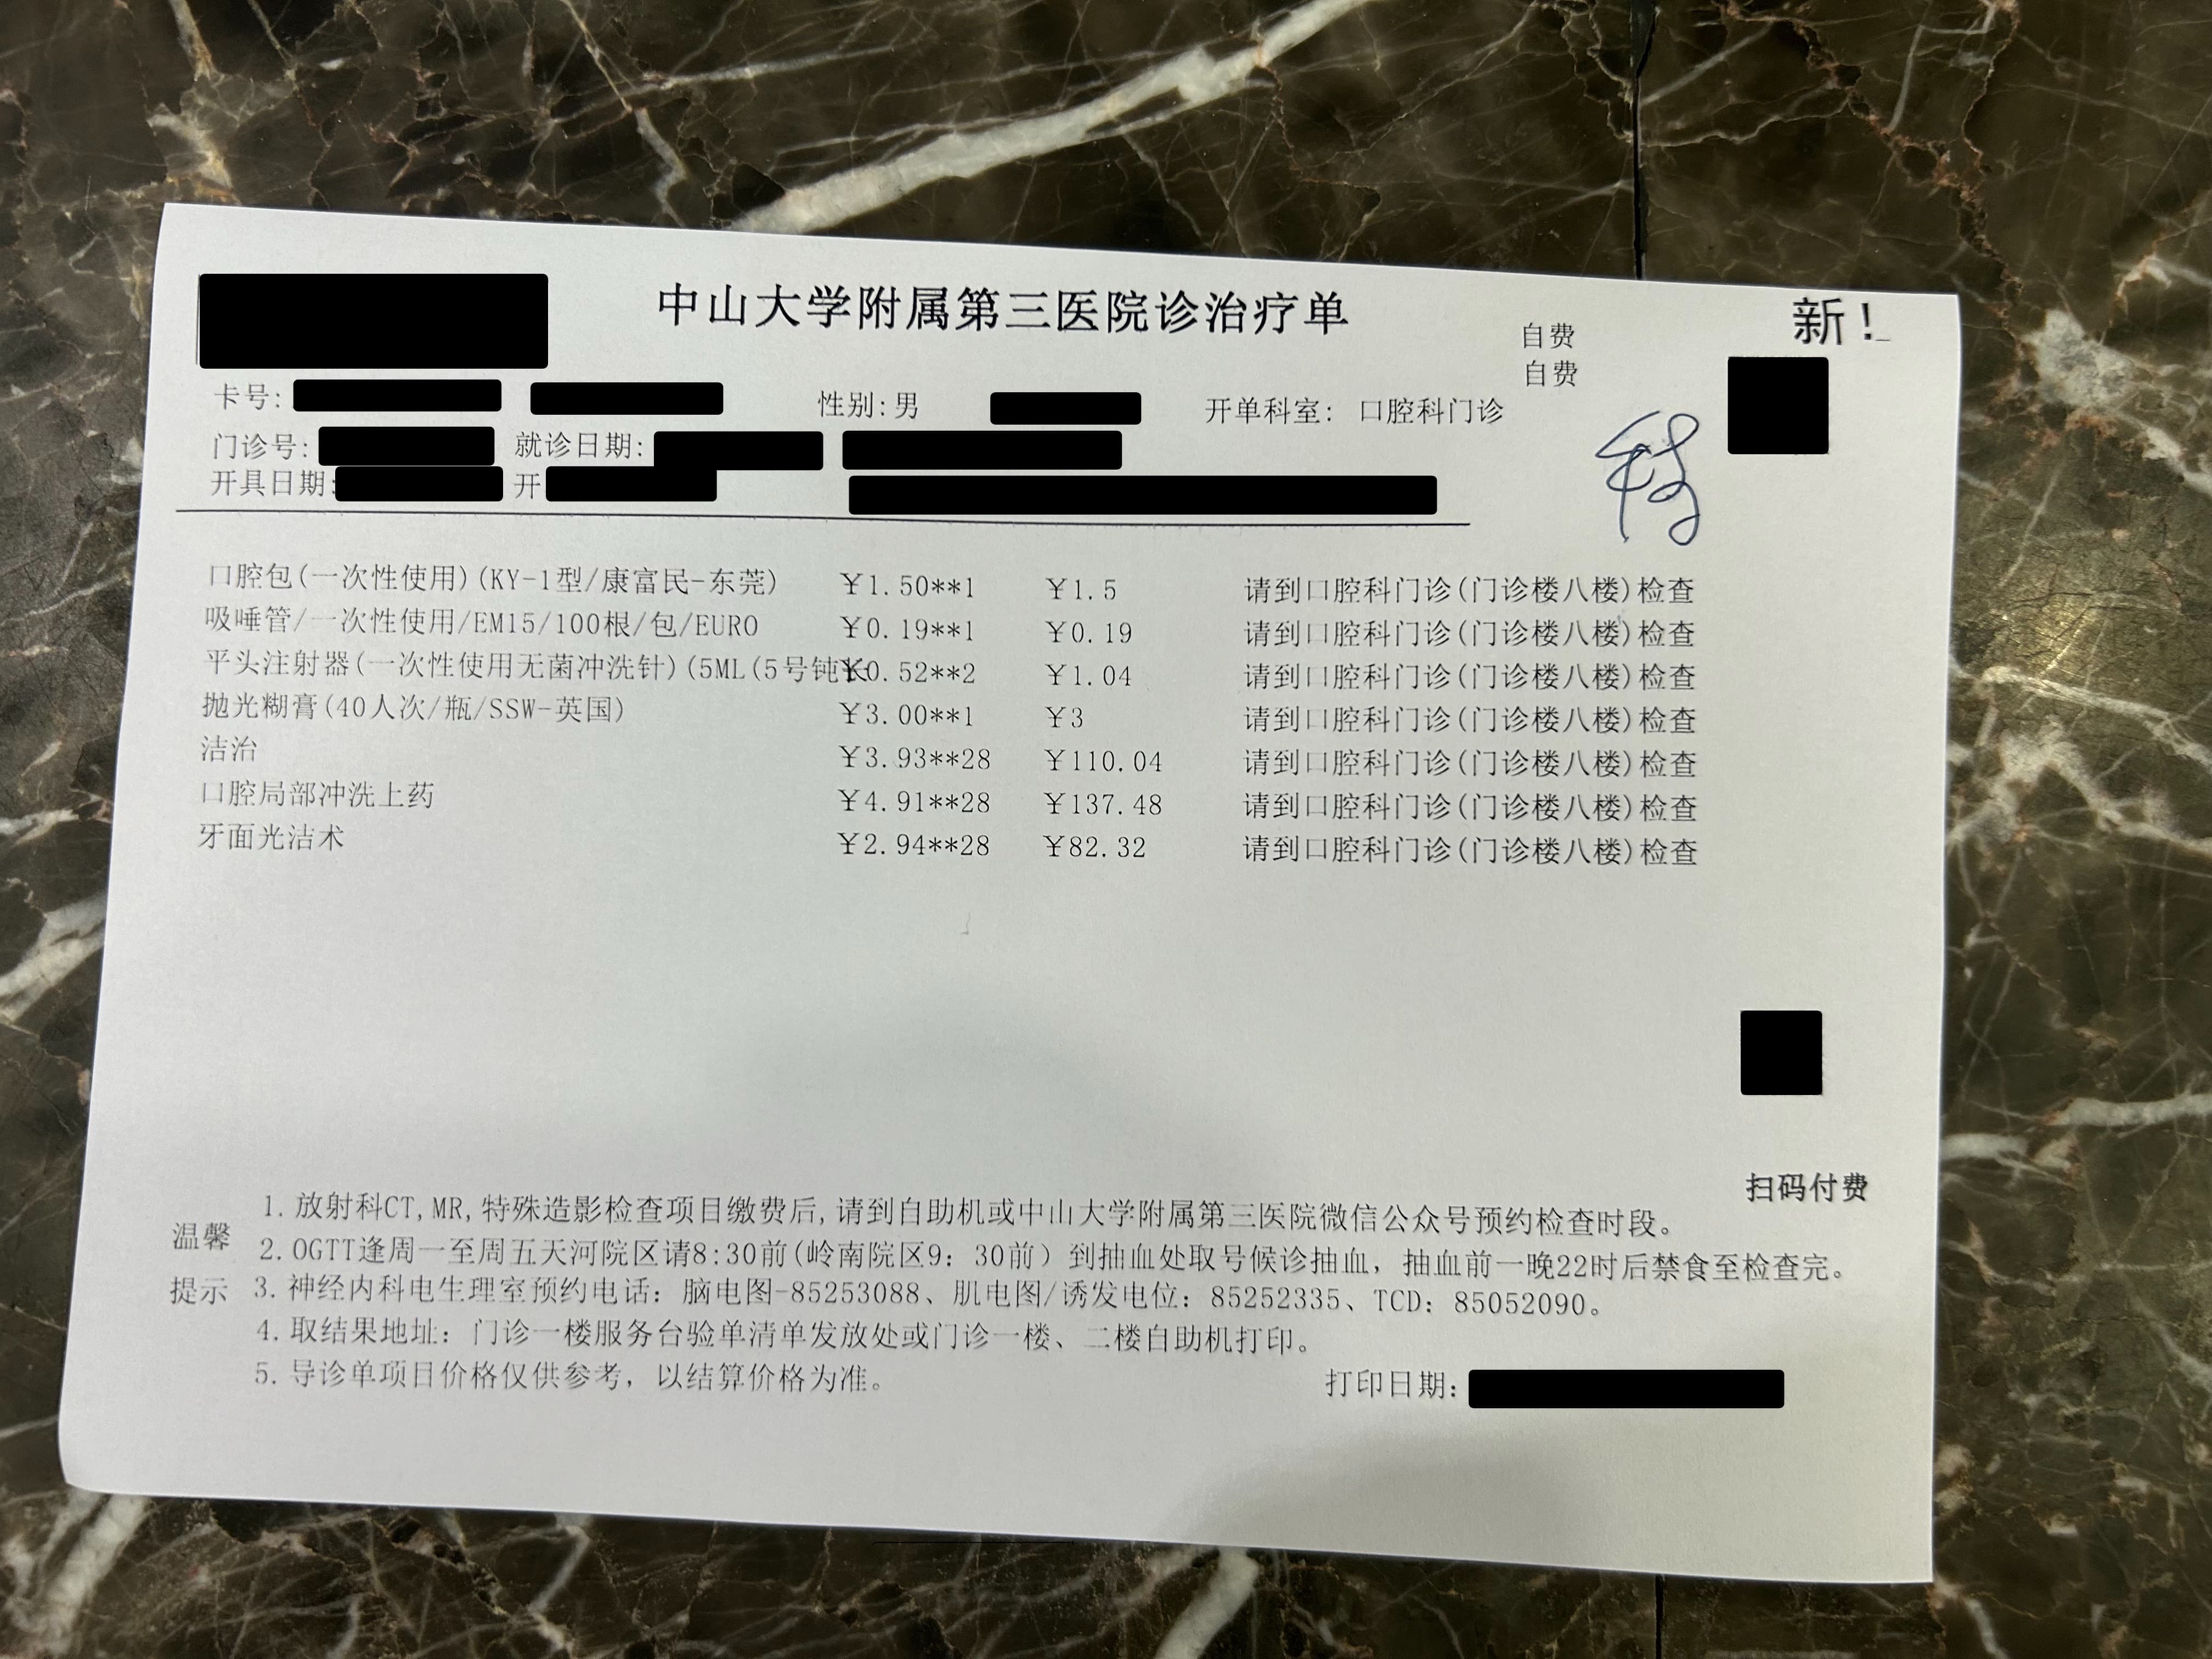 中山大学附属第三医院诊治疗单
新!
自费
自费
卡号: 性别:男 开单科室: 口腔科门诊
门诊号: 就诊日期:
开具日期: 开
口腔包(一次性使用)(KY-1型/康富民-东莞) ¥1.50**1 ¥1.5 请到口腔科门诊(门诊楼八楼)检查
吸唾管/一次性使用/EM15/100根/包/EURO ¥0.19**1 ¥0.19 请到口腔科门诊(门诊楼八楼)检查
平头注射器(一次性使用无菌冲洗针)(5ML(5号钝长 ¥0.52**2 ¥1.04 请到口腔科门诊(门诊楼八楼)检查
抛光糊膏(40人次/瓶/SSW-英国) ¥3.00**1 ¥3 请到口腔科门诊(门诊楼八楼)检查
洁治 ¥3.93**28 ¥110.04 请到口腔科门诊(门诊楼八楼)检查
口腔局部冲洗上药 ¥4.91**28 ¥137.48 请到口腔科门诊(门诊楼八楼)检查
牙面光洁术 ¥2.94**28 ¥82.32 请到口腔科门诊(门诊楼八楼)检查
扫码付费
温馨
提示
1. 放射科CT,MR,特殊造影检查项目缴费后,请到自助机或中山大学附属第三医院微信公众号预约检查时段。
2.OGTT逢周一至周五天河院区请8:30前(岭南院区9：30前）到抽血处取号候诊抽血，抽血前一晚22时后禁食至检查完。
3.神经内科电生理室预约电话：脑电图-85253088、肌电图/诱发电位：85252335、TCD：85052090。
4.取结果地址：门诊一楼服务台验单清单发放处或门诊一楼、二楼自助机打印。
5.导诊单项目价格仅供参考，以结算价格为准。
打印日期: